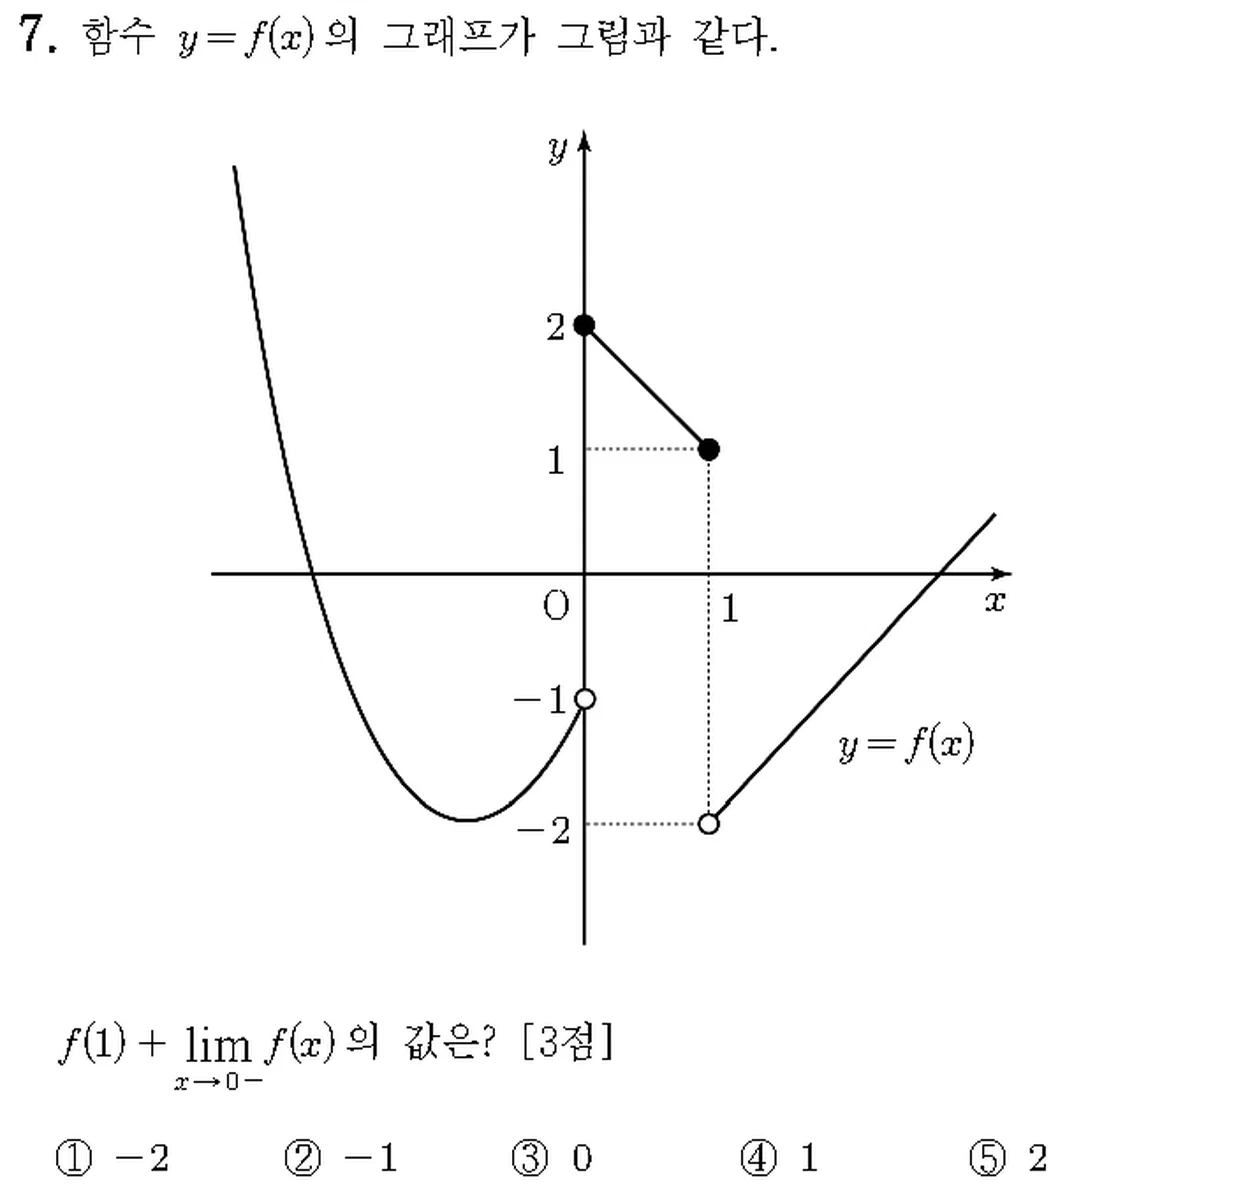 7. 함수 y=f(x)의 그래프가 그림과 같다.
y
2
1
O 1 x
-1
y=f(x)
-2
f(1)+ lim f(x)의 값은? [3점]
x→0-
① -2 ② -1 ③ 0 ④ 1 ⑤ 2